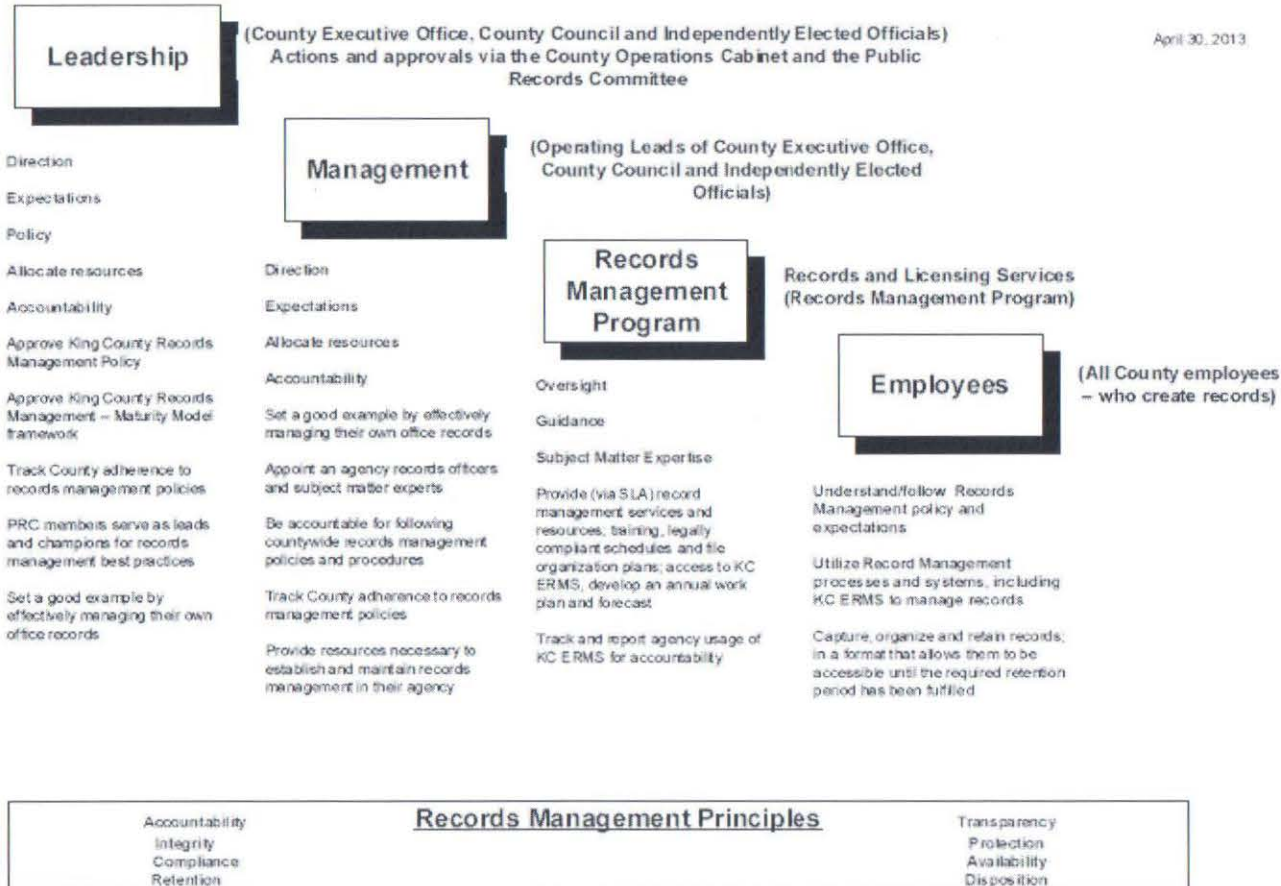 Leadership
(County Executive Office, County Council and Independently Elected Officials)
Actions and approvals via the County Operations Cabinet and the Public
Records Committee
April 30, 2013
Direction
Expectations
Policy
Allocate resources
Accountability
Approve King County Records
Management Policy
Approve King County Records
Management – Maturity Model
framework
Track County adherence to
records management policies
PRC members serve as leads
and champions for records
management best practices
Set a good example by
effectively managing their own
office records
Management
(Operating Leads of County Executive Office,
County Council and Independently Elected
Officials)
Direction
Expectations
Allocate resources
Accountability
Set a good example by effectively
managing their own office records
Appoint an agency records officers
and subject matter experts
Be accountable for following
countywide records management
policies and procedures
Track County adherence to records
management policies
Provide resources necessary to
establish and maintain records
management in their agency
Records
Management
Program
Records and Licensing Services
(Records Management Program)
Oversight
Guidance
Subject Matter Expertise
Provide (via SLA) record
management services and
resources; training, legally
compliant schedules and file
organization plans; access to KC
ERMS, develop an annual work
plan and forecast
Track and report agency usage of
KC ERMS for accountability
Employees
(All County employees
– who create records)
Understand/follow Records
Management policy and
expectations
Utilize Record Management
processes and systems, including
KC ERMS to manage records
Capture, organize and retain records;
in a format that allows them to be
accessible until the required retention
period has been fulfilled
Records Management Principles
Accountability
Integrity
Compliance
Retention
Transparency
Protection
Availability
Disposition